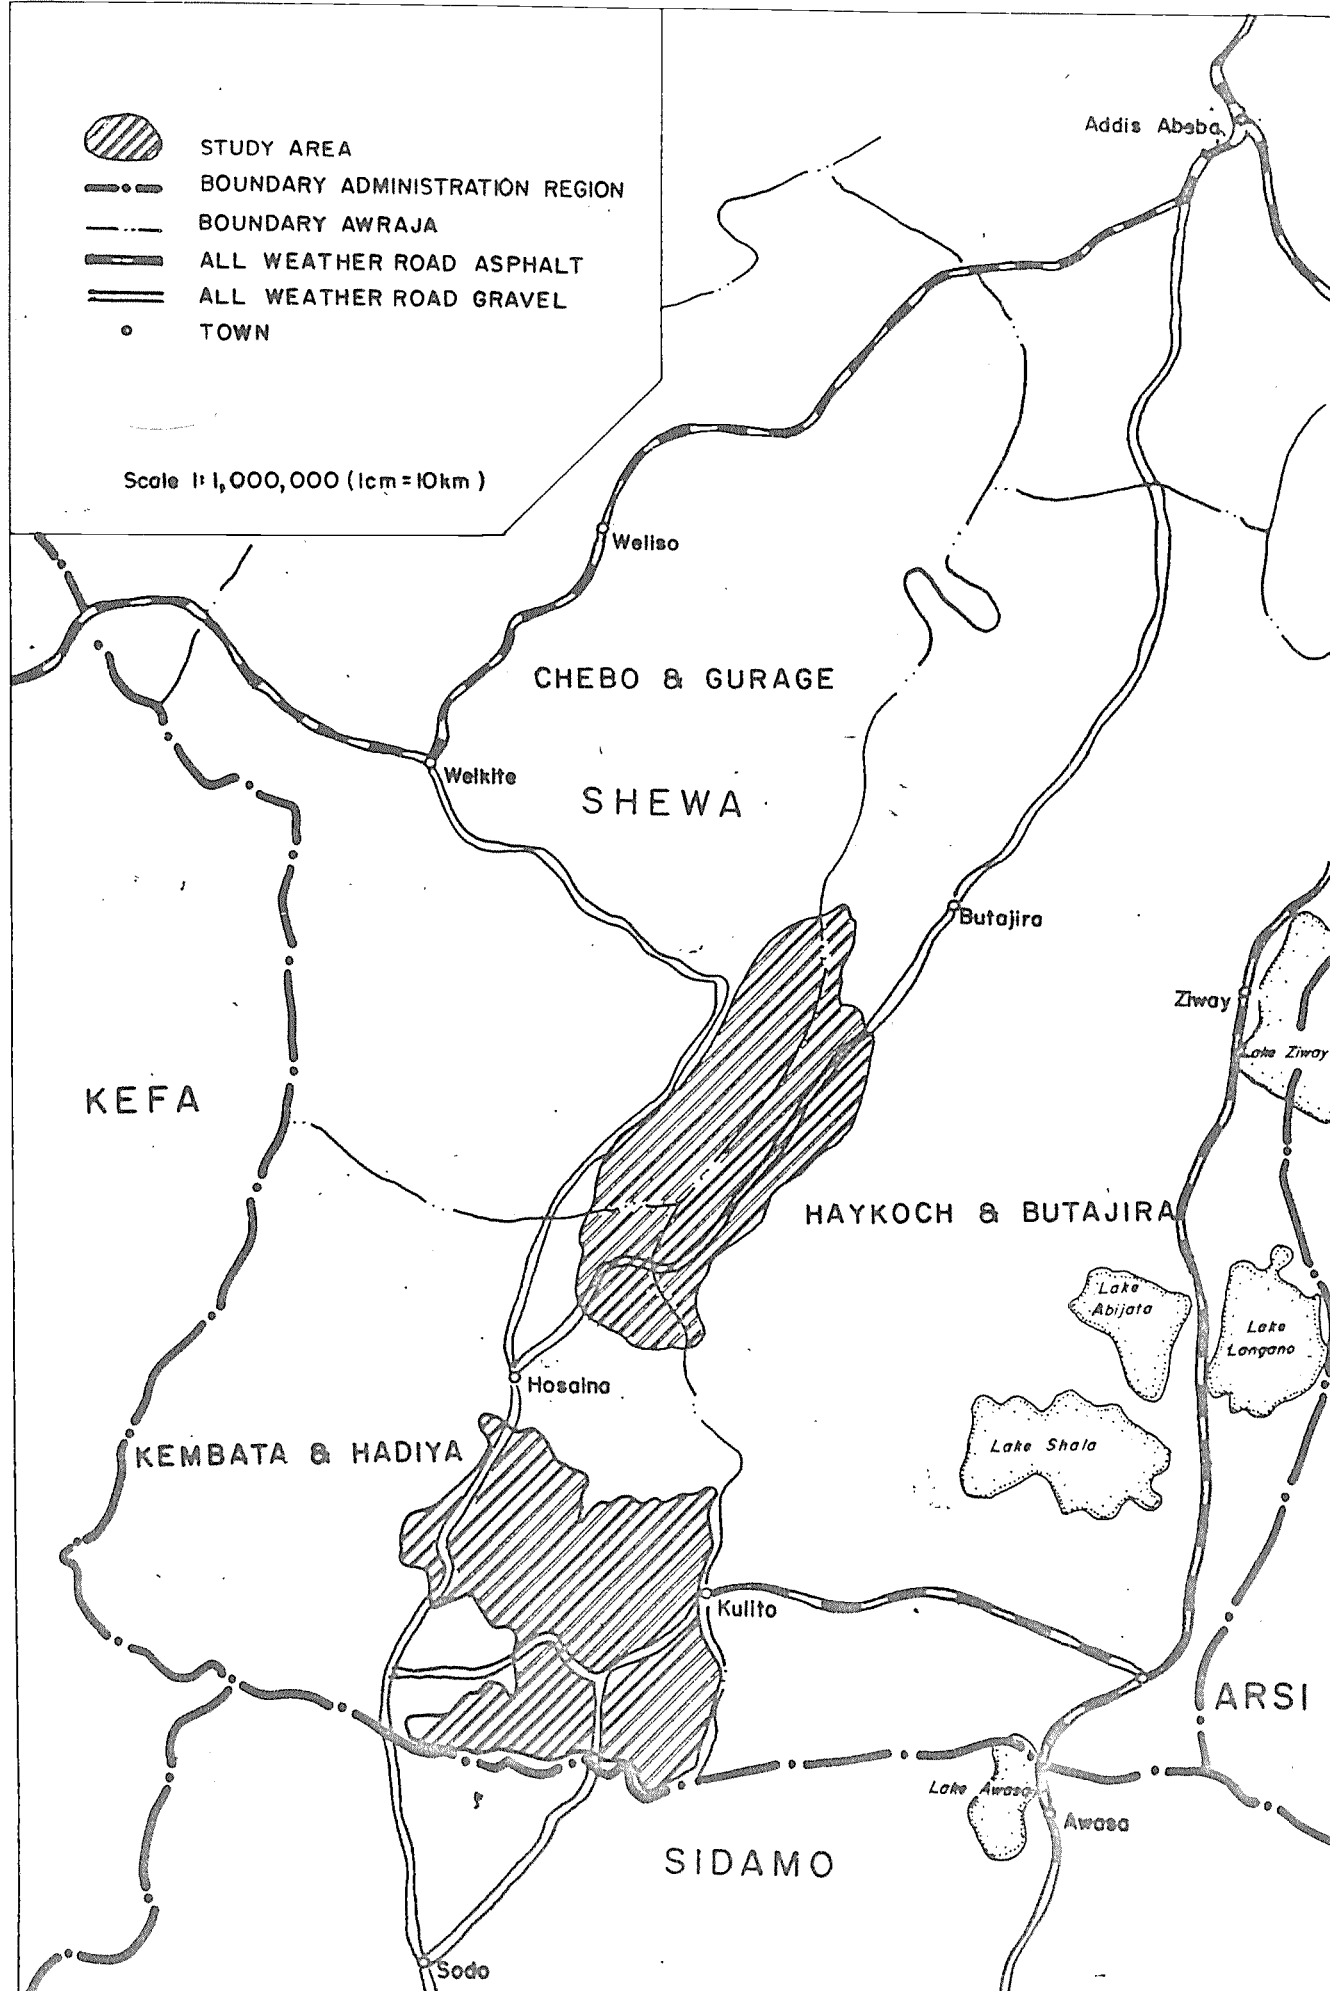 STUDY AREA
BOUNDARY ADMINISTRATION REGION
BOUNDARY AWRAJA
ALL WEATHER ROAD ASPHALT
ALL WEATHER ROAD GRAVEL
TOWN
Scale 1:1,000,000 (1cm=10km)
Addis Abeba
Weliso
CHEBO & GURAGE
Welkite
SHEWA
Butajira
Ziway
Lake Ziway
KEFA
HAYKOCH & BUTAJIRA
Lake
Abijata
Lake
Langano
Hosaina
Lake Shala
KEMBATA & HADIYA
Kulito
ARSI
Lake Awasa
Awasa
SIDAMO
Sodo